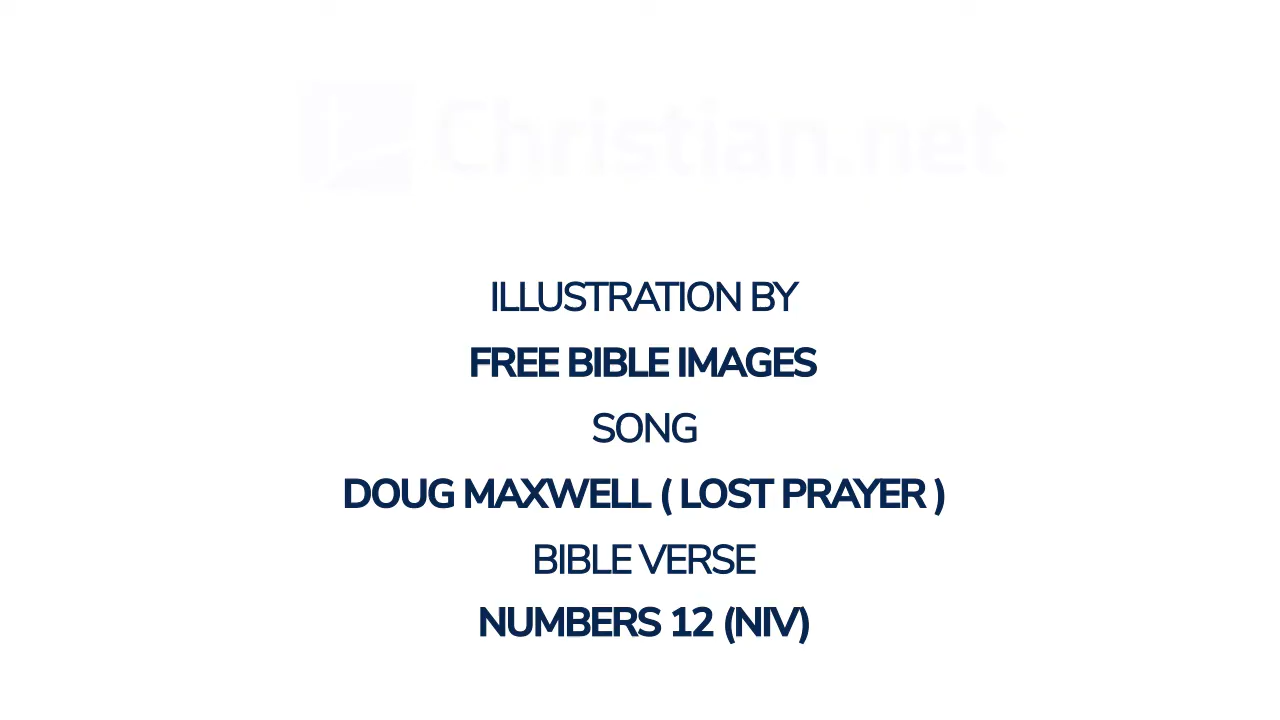 Christian.net
ILLUSTRATION BY
FREE BIBLE IMAGES
SONG
DOUG MAXWELL ( LOST PRAYER )
BIBLE VERSE
NUMBERS 12 (NIV)